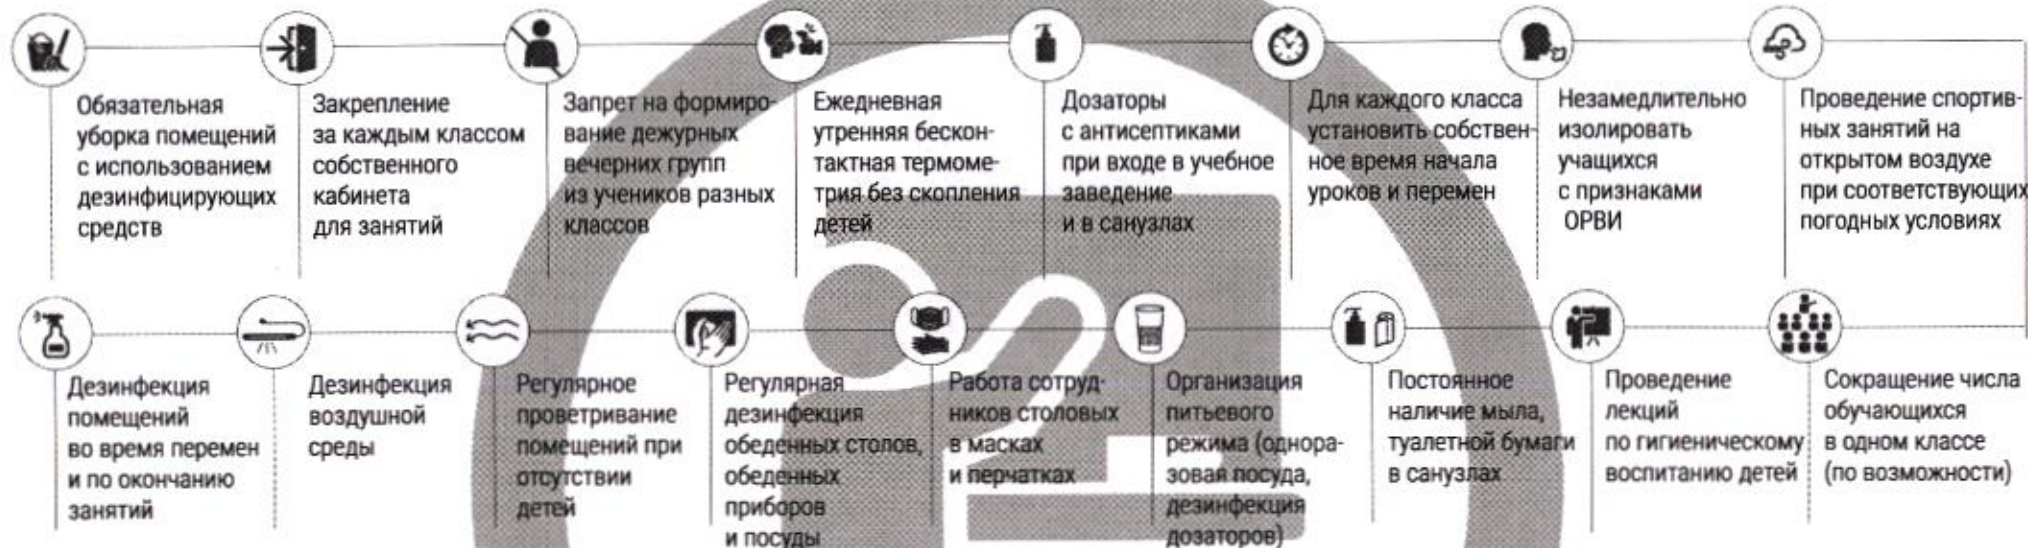 Обязательная
уборка помещений
с использованием
дезинфицирующих
средств
Закрепление
за каждым классом
собственного
кабинета
для занятий
Запрет на формиро-
вание дежурных
вечерних групп
из учеников разных
классов
Ежедневная
утренняя бескон-
тактная термоме-
трия без скопления
детей
Дозаторы
с антисептиками
при входе в учебное
заведение
и в санузлах
Для каждого класса
установить собствен-
ное время начала
уроков и перемен
Незамедлительно
изолировать
учащихся
с признаками
ОРВИ
Проведение спортив-
ных занятий на
открытом воздухе
при соответствующих
погодных условиях
Дезинфекция
помещений
во время перемен
и по окончанию
занятий
Дезинфекция
воздушной
среды
Регулярное
проветривание
помещений при
отсутствии
детей
Регулярная
дезинфекция
обеденных столов,
обеденных
приборов
и посуды
Работа сотруд-
ников столовых
в масках
и перчатках
Организация
питьевого
режима (однора-
зовая посуда,
дезинфекция
дозаторов)
Постоянное
наличие мыла,
туалетной бумаги
в санузлах
Проведение
лекций
по гигиеническому
воспитанию детей
Сокращение числа
обучающихся
в одном классе
(по возможности)